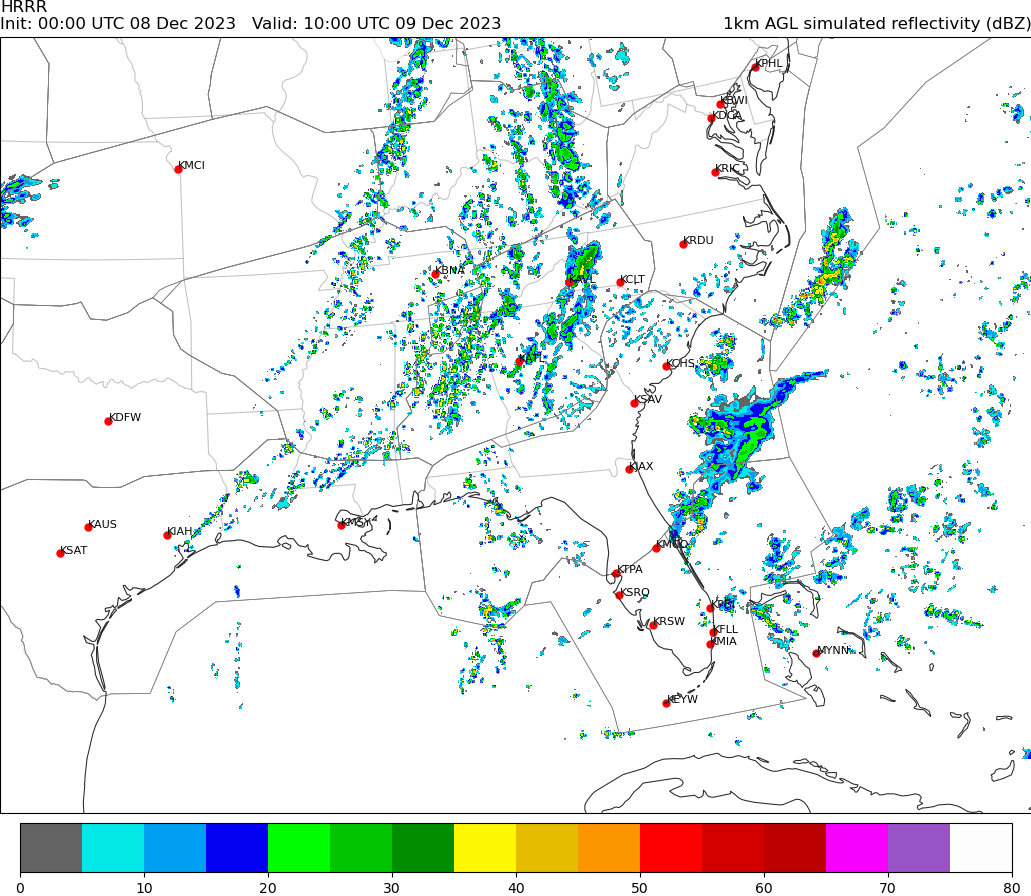 HRRR
Init: 00:00 UTC 08 Dec 2023   Valid: 10:00 UTC 09 Dec 2023
1km AGL simulated reflectivity (dBZ)
KPHL
KBWI
KDCA
KMCI
KRIC
KRDU
KBNA
KCLT
KATL
KCHS
KSAV
KDFW
KJAX
KMSY
KAUS
KIAH
KSAT
KMCO
KTPA
KSRQ
KPBI
KRSW
KFLL
KMIA
MYNN
KEYW
0 10 20 30 40 50 60 70 80